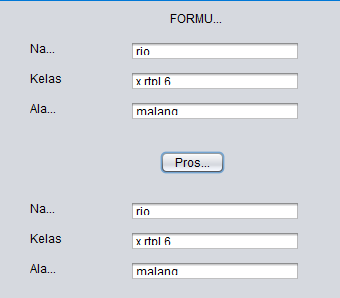 FORMU...
Na... rio
Kelas x rtpl 6
Ala... malang
Pros...
Na... rio
Kelas x rtpl 6
Ala... malang